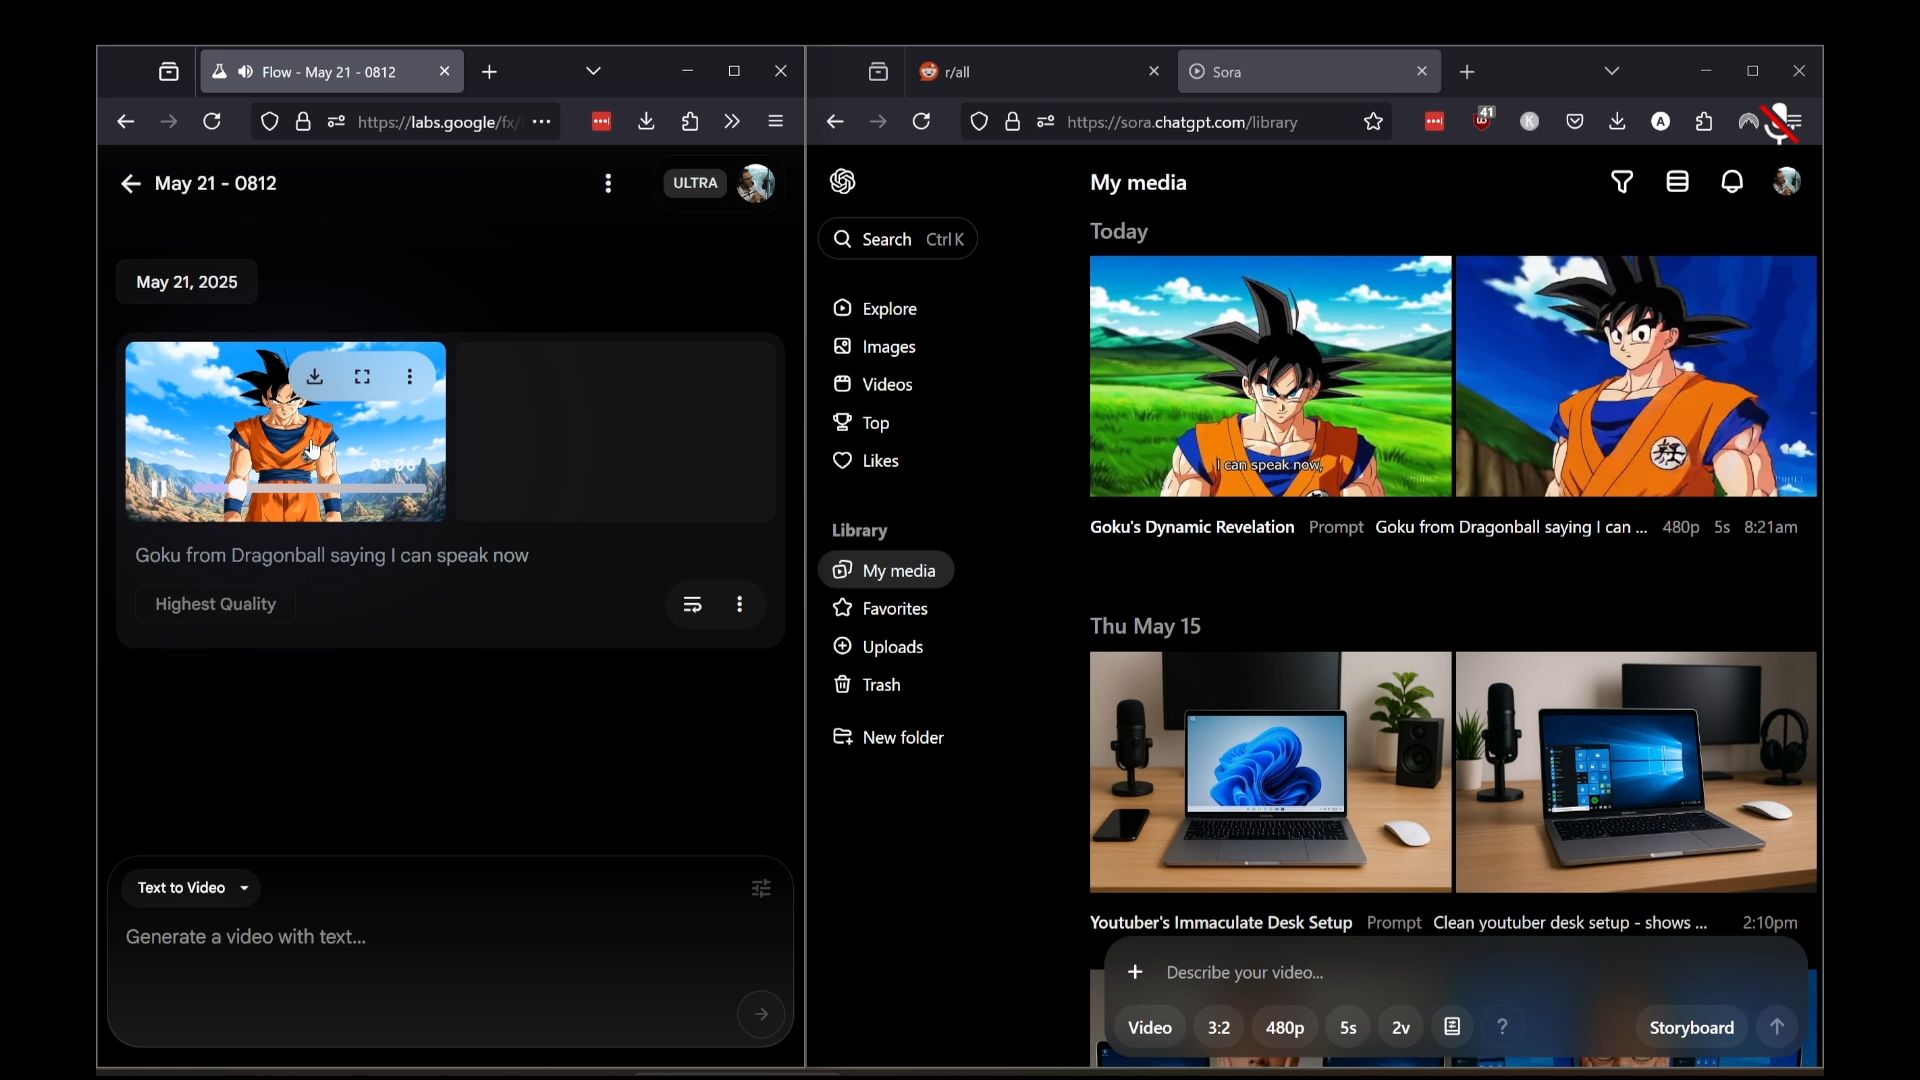 Flow - May 21 - 0812
https://labs.google/fx/
May 21 - 0812
ULTRA
May 21, 2025
0:06
Goku from Dragonball saying I can speak now
Highest Quality
Text to Video
Generate a video with text...
r/all
Sora
https://sora.chatgpt.com/library
41
K
A
My media
Search Ctrl K
Explore
Images
Videos
Top
Likes
Library
My media
Favorites
Uploads
Trash
New folder
Today
I can speak now,
Goku's Dynamic Revelation Prompt Goku from Dragonball saying I can ... 480p 5s 8:21am
Thu May 15
Youtuber's Immaculate Desk Setup Prompt Clean youtuber desk setup - shows ... 2:10pm
Describe your video...
Video 3:2 480p 5s 2v ? Storyboard